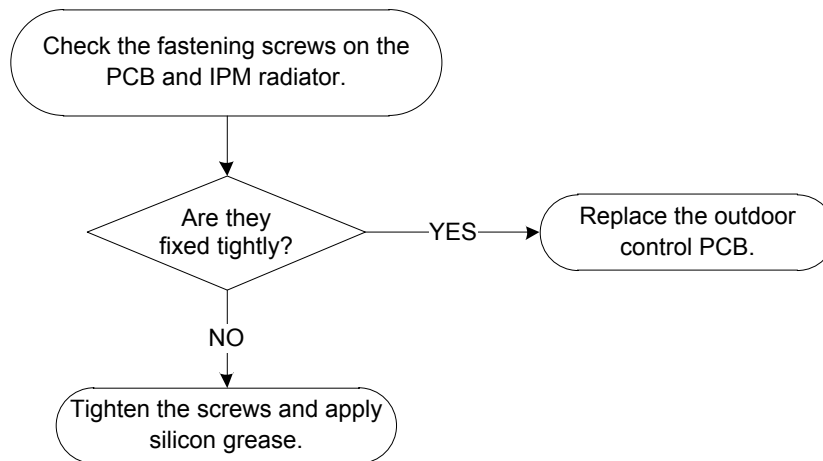 Check the fastening screws on the
PCB and IPM radiator.
Are they
fixed tightly?
YES
Replace the outdoor
control PCB.
NO
Tighten the screws and apply
silicon grease.